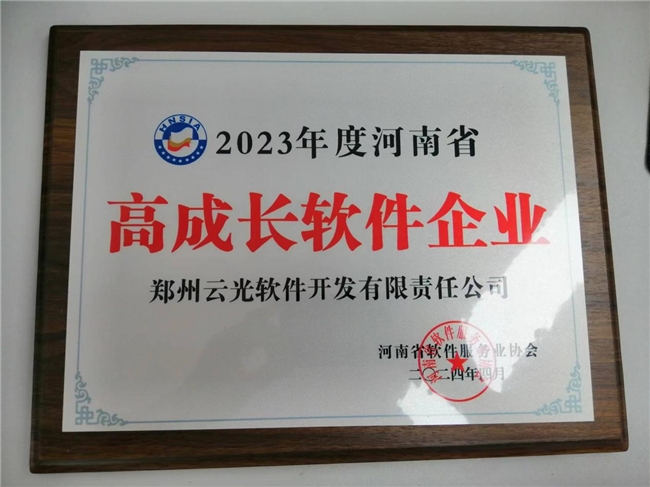 HNSIA
2023年度河南省
高成长软件企业
郑州云光软件开发有限责任公司
河南省软件服务业协会
二〇二四年四月